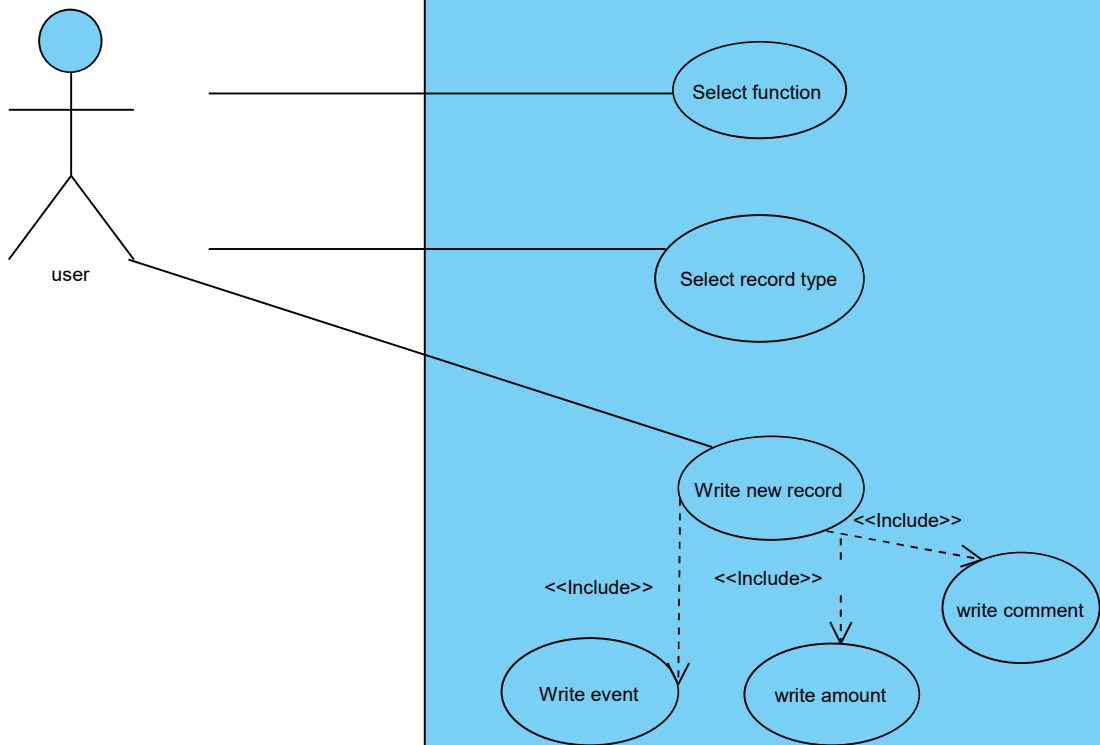 Select function
user
Select record type
Write new record
<<Include>>
<<Include>>
<<Include>>
write comment
Write event
write amount